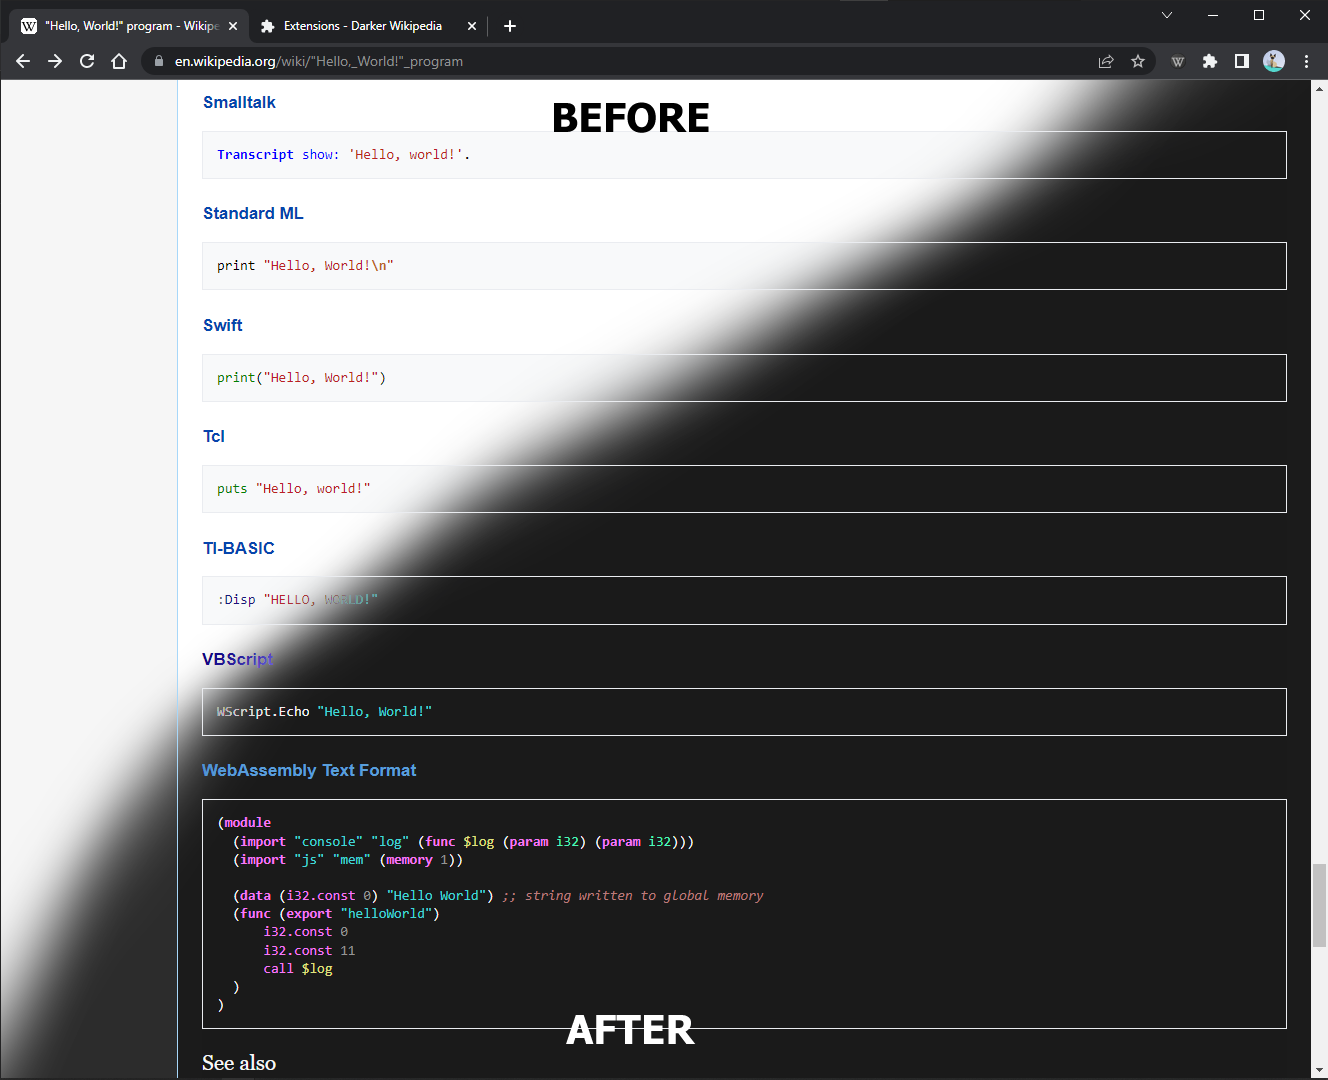 "Hello, World!" program - Wikipe
Extensions - Darker Wikipedia
en.wikipedia.org/wiki/"Hello,_World!"_program
Smalltalk
BEFORE
Transcript show: 'Hello, world!'.
Standard ML
print "Hello, World!\n"
Swift
print("Hello, World!")
Tcl
puts "Hello, world!"
TI-BASIC
:Disp "HELLO, WORLD!"
VBScript
WScript.Echo "Hello, World!"
WebAssembly Text Format
(module
  (import "console" "log" (func $log (param i32) (param i32)))
  (import "js" "mem" (memory 1))
  (data (i32.const 0) "Hello World") ;; string written to global memory
  (func (export "helloWorld")
      i32.const 0
      i32.const 11
      call $log
  )
)
AFTER
See also